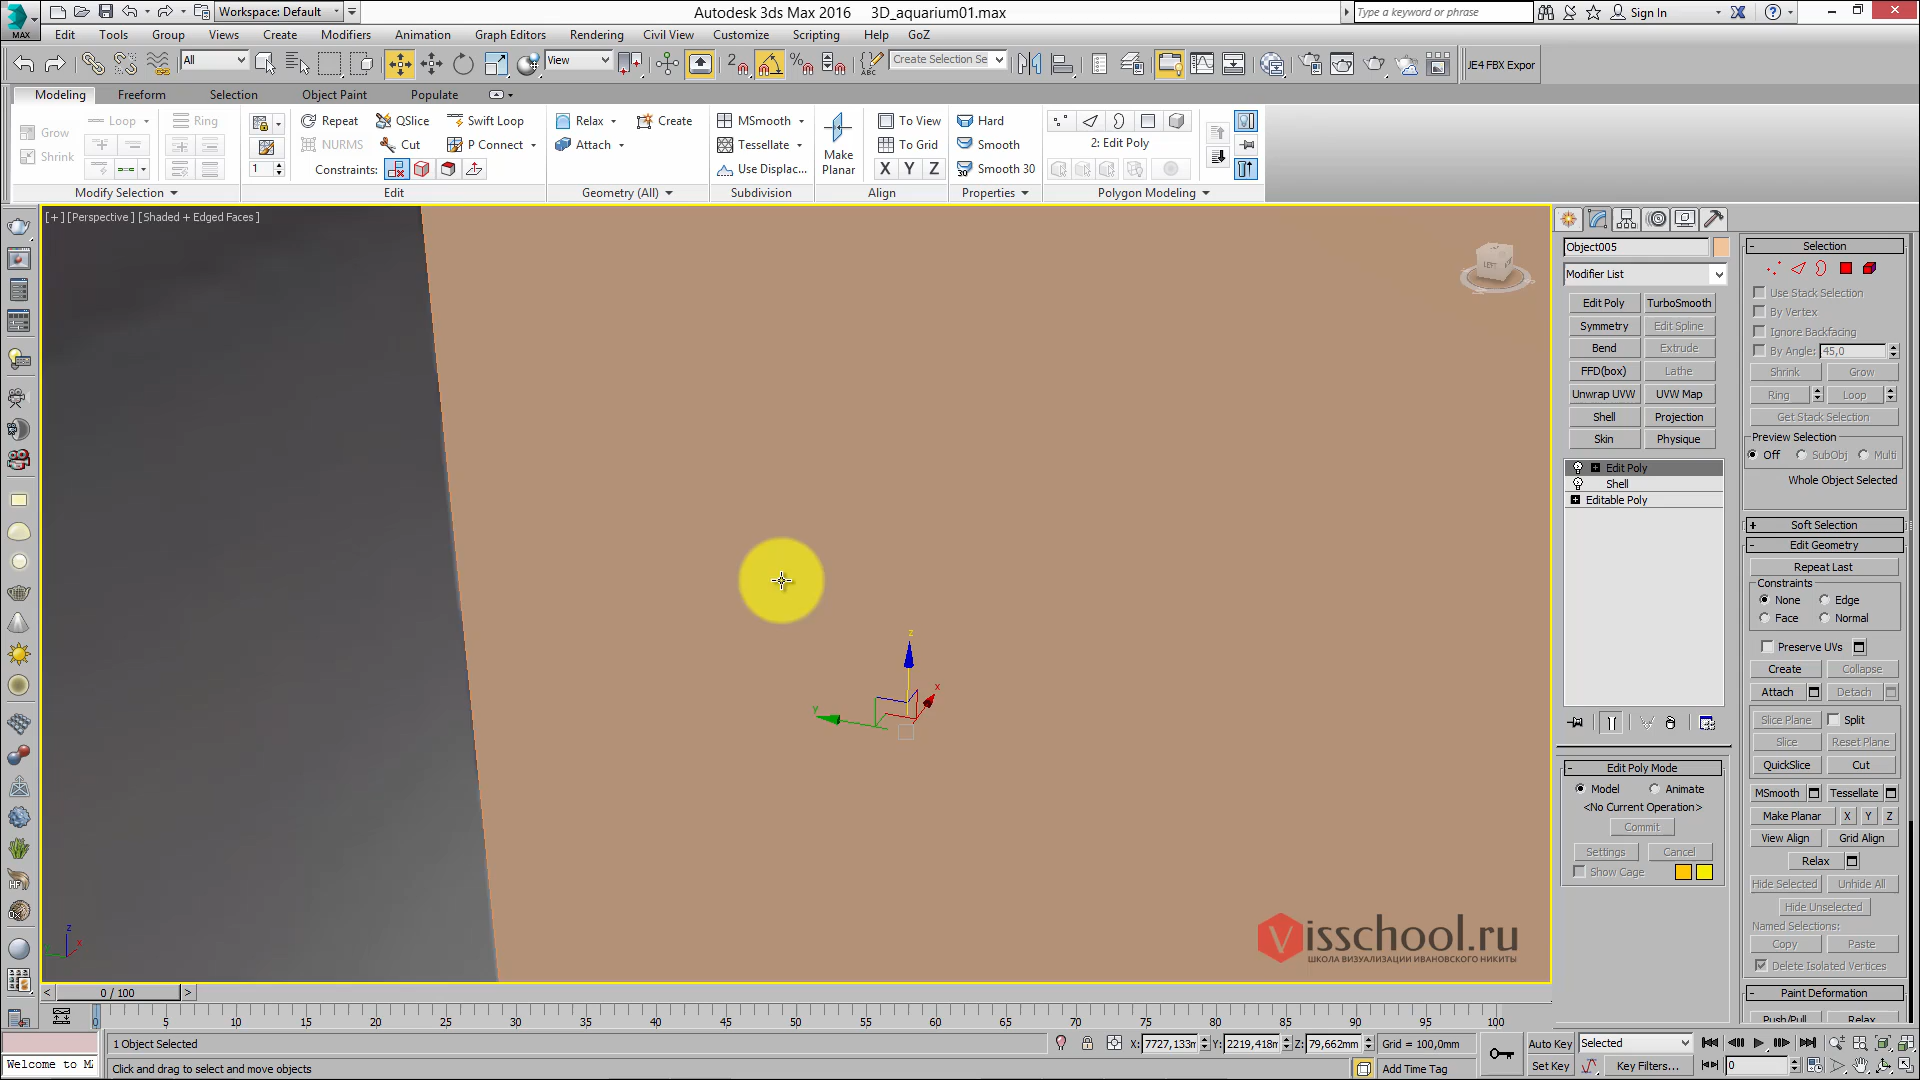 Workspace: Default
Autodesk 3ds Max 2016 3D_aquarium01.max
Type a keyword or phrase
Sign In
MAX
Edit Tools Group Views Create Modifiers Animation Graph Editors Rendering Civil View Customize Scripting Help GoZ
All
View
Create Selection Se
JE4 FBX Expor
Modeling Freeform Selection Object Paint Populate
Grow Loop Ring
Shrink
Repeat QSlice Swift Loop
NURMS Cut P Connect
1 Constraints:
Relax Create
Attach
MSmooth
Tessellate
Use Displac...
Make Planar
To View
To Grid
X Y Z
Hard
Smooth
Smooth 30
2: Edit Poly
Modify Selection Edit Geometry (All) Subdivision Align Properties Polygon Modeling
[+] [Perspective ] [Shaded + Edged Faces ]
LEFT
z
x
y
z
x
Visschool.ru
ШКОЛА ВИЗУАЛИЗАЦИИ ИВАНОВСКОГО НИКИТЫ
Object005
Modifier List
Edit Poly TurboSmooth
Symmetry Edit Spline
Bend Extrude
FFD(box) Lathe
Unwrap UVW UVW Map
Shell Projection
Skin Physique
Edit Poly
Shell
Editable Poly
Edit Poly Mode
Model Animate
<No Current Operation>
Commit
Settings Cancel
Show Cage
Selection
Use Stack Selection
By Vertex
Ignore Backfacing
By Angle: 45,0
Shrink Grow
Ring Loop
Get Stack Selection
Preview Selection
Off SubObj Multi
Whole Object Selected
Soft Selection
Edit Geometry
Repeat Last
Constraints
None Edge
Face Normal
Preserve UVs
Create Collapse
Attach Detach
Slice Plane Split
Slice Reset Plane
QuickSlice Cut
MSmooth Tessellate
Make Planar X Y Z
View Align Grid Align
Relax
Hide Selected Unhide All
Hide Unselected
Named Selections:
Copy Paste
Delete Isolated Vertices
Paint Deformation
Push/Pull Relax
< 0 / 100 >
0 5 10 15 20 25 30 35 40 45 50 55 60 65 70 75 80 85 90 95 100
1 Object Selected
X: 7727,133m Y: 2219,418m Z: 79,662mm Grid = 100,0mm
Auto Key Selected
Welcome to M
Click and drag to select and move objects
Add Time Tag
Set Key Key Filters... 0